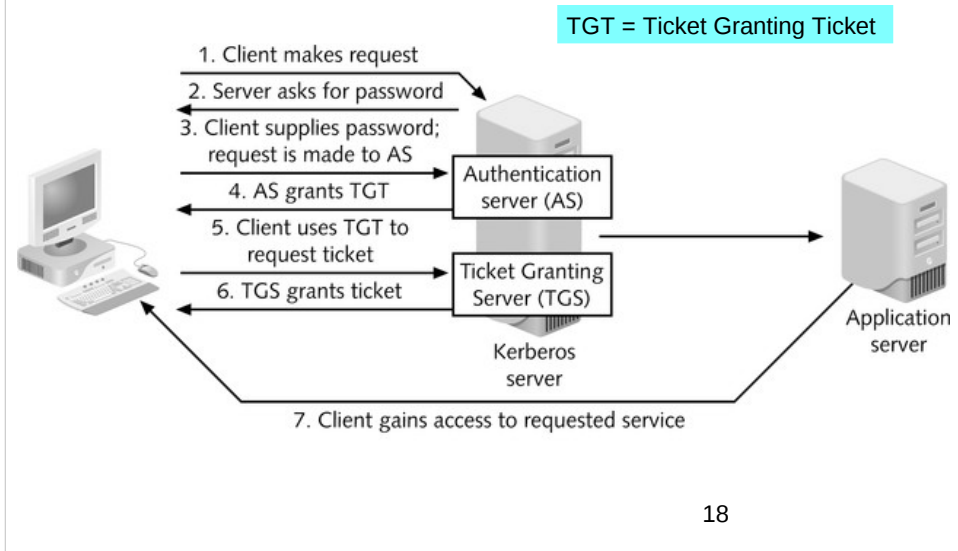 TGT = Ticket Granting Ticket
1. Client makes request
2. Server asks for password
3. Client supplies password;
request is made to AS
4. AS grants TGT
5. Client uses TGT to
request ticket
6. TGS grants ticket
Authentication
server (AS)
Ticket Granting
Server (TGS)
Kerberos
server
Application
server
7. Client gains access to requested service
18